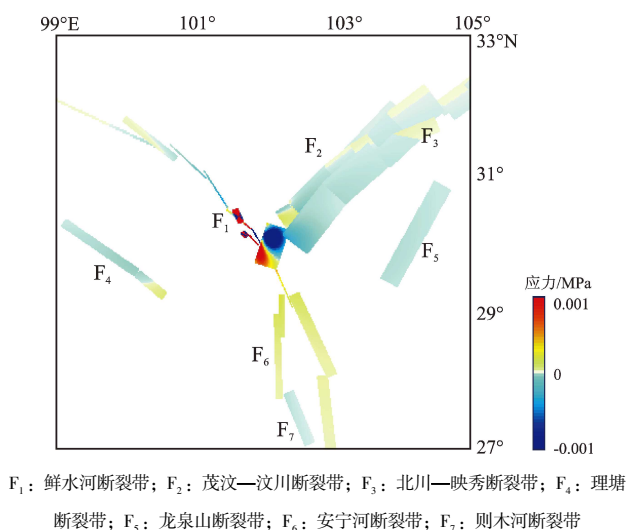 99°E 101° 103° 105°
33°N
F₂
F₃
31°
F₁
F₅
F₄
应力/MPa
0.001
29°
F₆
0
F₇
-0.001
27°
F₁：鲜水河断裂带；F₂：茂汶—汶川断裂带；F₃：北川—映秀断裂带；F₄：理塘
断裂带；F₅：龙泉山断裂带；F₆：安宁河断裂带；F₇：则木河断裂带